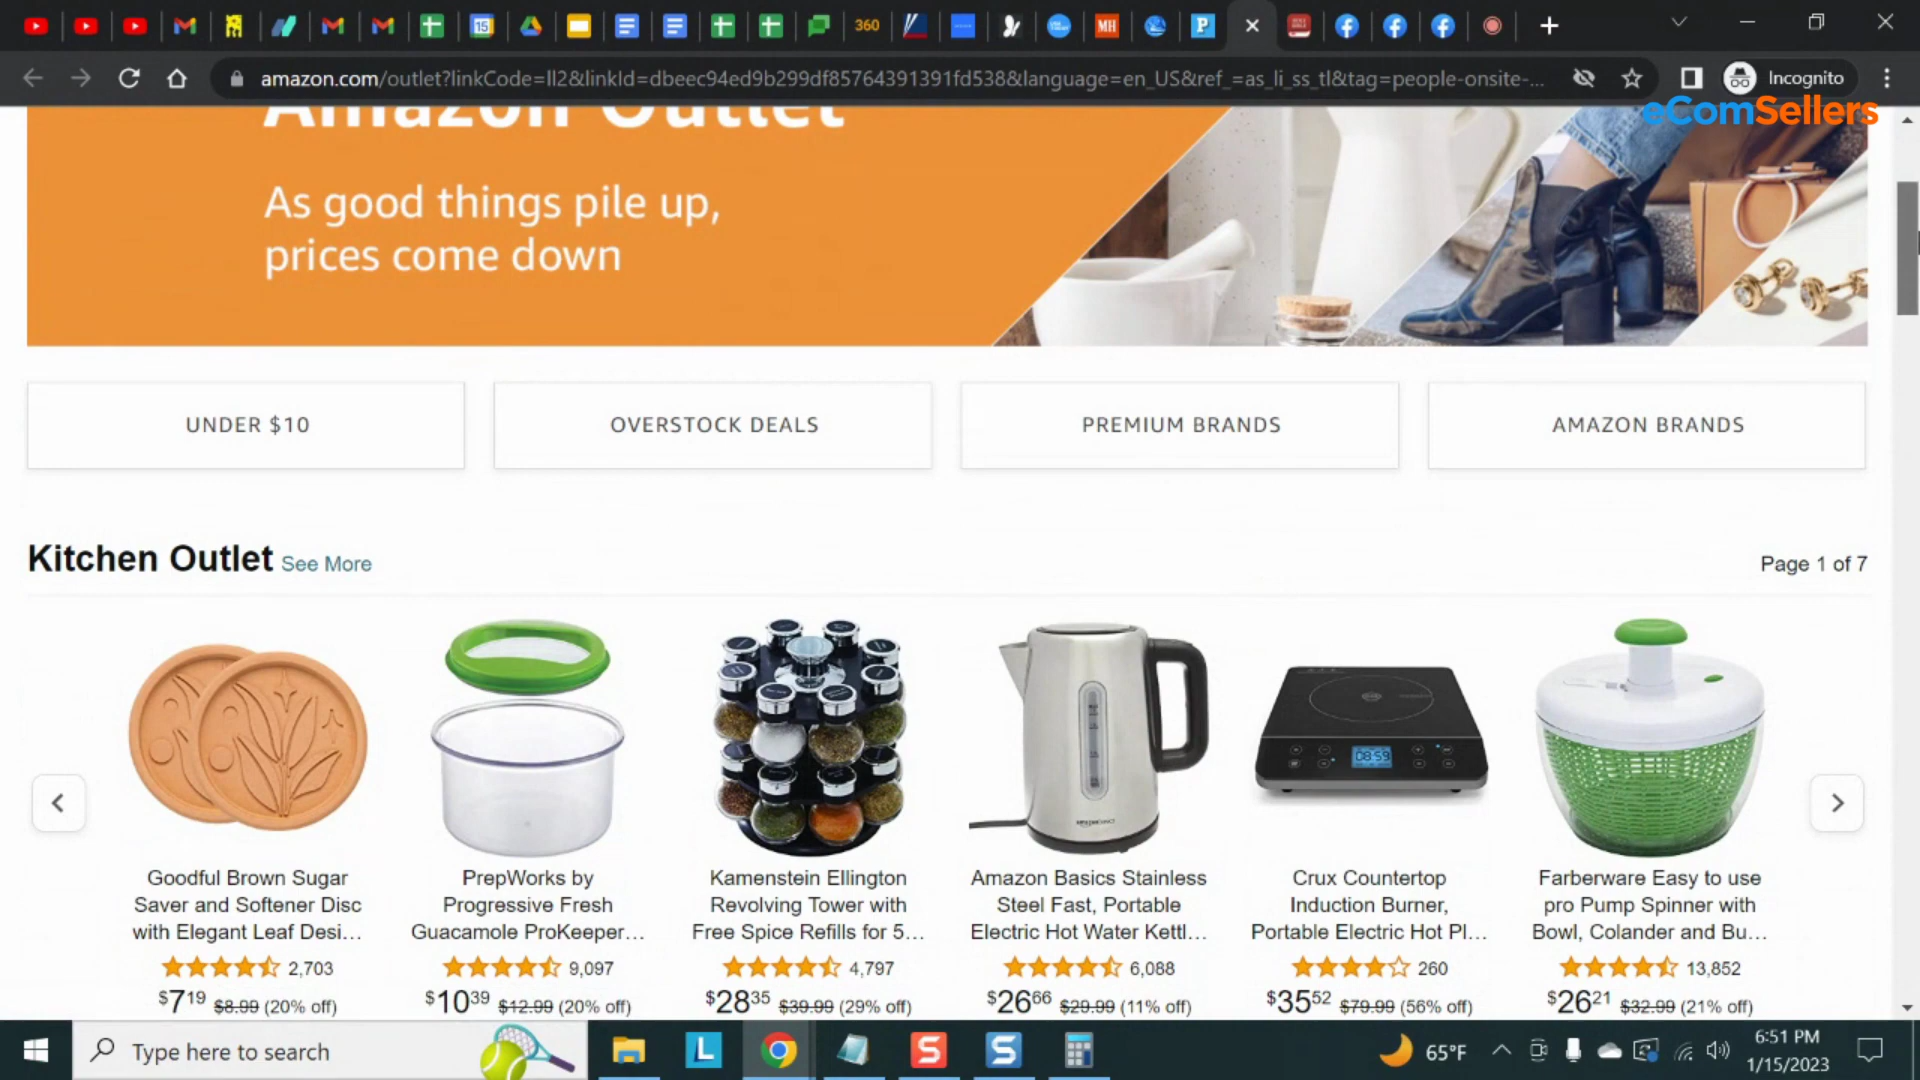 15
360
MH
P
amazon.com/outlet?linkCode=ll2&linkId=dbeec94ed9b299df85764391391fd538&language=en_US&ref_=as_li_ss_tl&tag=people-onsite-...
Incognito
eComSellers
Amazon Outlet
As good things pile up,
prices come down
UNDER $10
OVERSTOCK DEALS
PREMIUM BRANDS
AMAZON BRANDS
Kitchen Outlet See More
Page 1 of 7
08:59
Goodful Brown Sugar
Saver and Softener Disc
with Elegant Leaf Desi...
2,703
$7 19 $8.99 (20% off)
PrepWorks by
Progressive Fresh
Guacamole ProKeeper...
9,097
$10 39 $12.99 (20% off)
Kamenstein Ellington
Revolving Tower with
Free Spice Refills for 5...
4,797
$28 35 $39.99 (29% off)
Amazon Basics Stainless
Steel Fast, Portable
Electric Hot Water Kettl...
6,088
$26 66 $29.99 (11% off)
Crux Countertop
Induction Burner,
Portable Electric Hot Pl...
260
$35 52 $79.99 (56% off)
Farberware Easy to use
pro Pump Spinner with
Bowl, Colander and Bu...
13,852
$26 21 $32.99 (21% off)
Type here to search
L
S
S
65°F
6:51 PM
1/15/2023